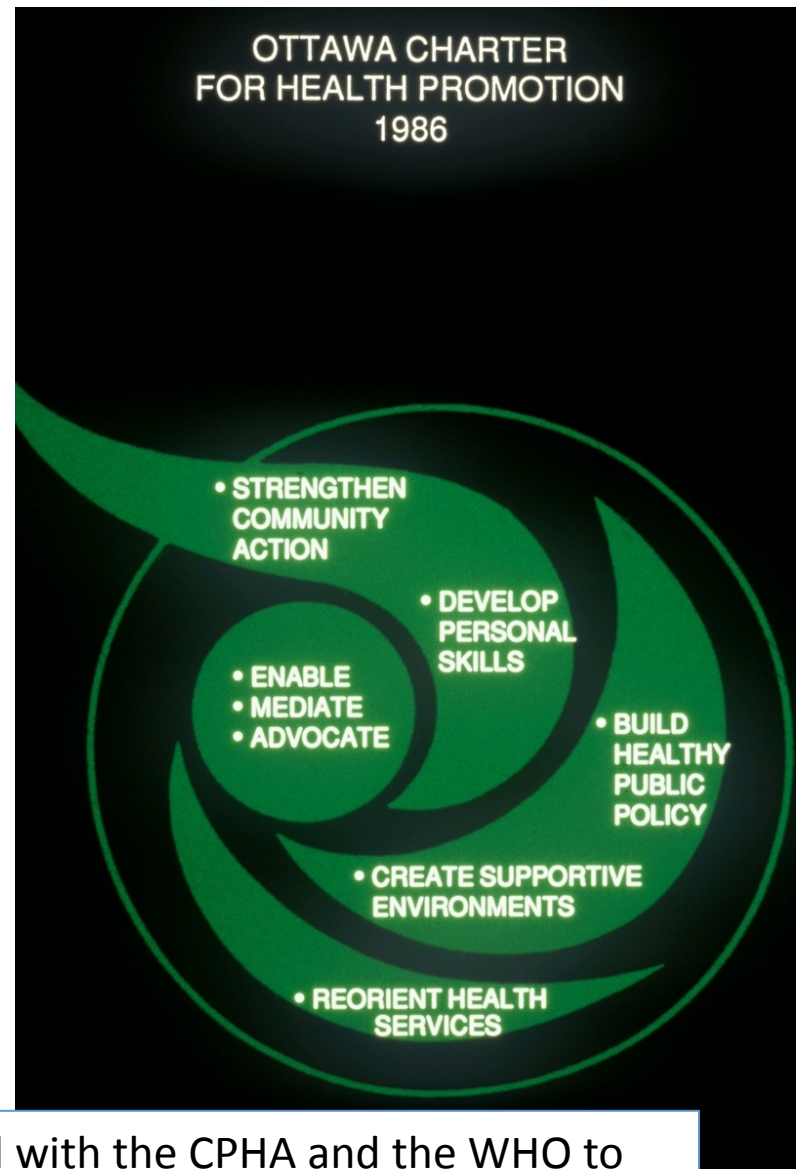 OTTAWA CHARTER
FOR HEALTH PROMOTION
1986
• STRENGTHEN
COMMUNITY
ACTION
• DEVELOP
PERSONAL
SKILLS
• ENABLE
• MEDIATE
• ADVOCATE
• BUILD
HEALTHY
PUBLIC
POLICY
• CREATE SUPPORTIVE
ENVIRONMENTS
• REORIENT HEALTH
SERVICES
with the CPHA and the WHO to